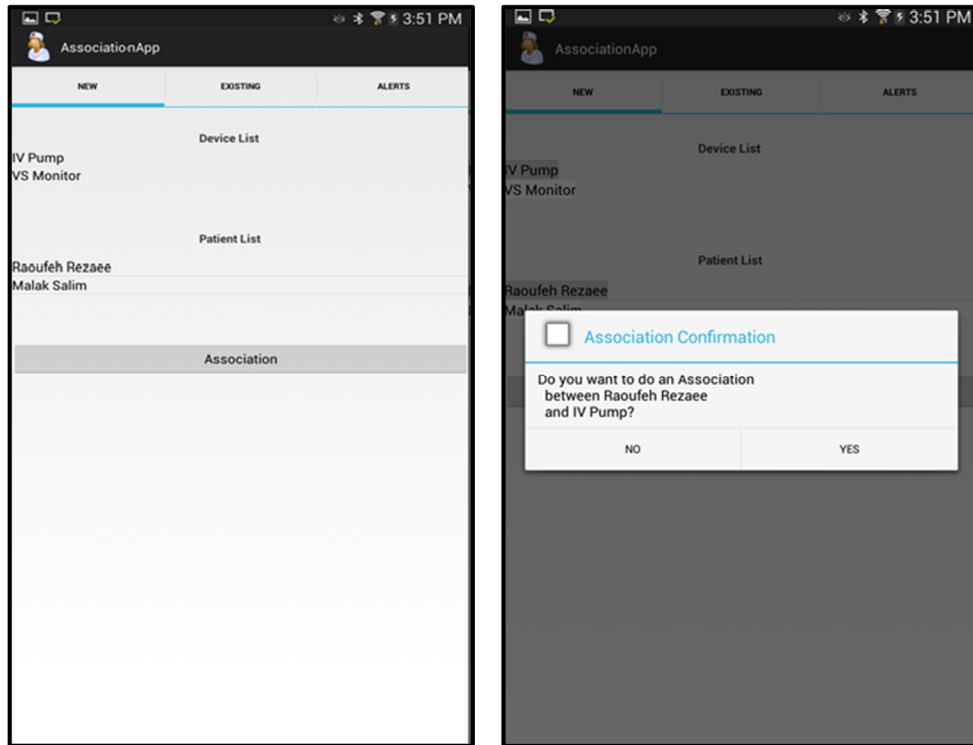 3:51 PM
AssociationApp
NEW EXISTING ALERTS
Device List
IV Pump
VS Monitor
Patient List
Raoufeh Rezaee
Malak Salim
Association
3:51 PM
AssociationApp
NEW EXISTING ALERTS
Device List
IV Pump
VS Monitor
Patient List
Raoufeh Rezaee
Malak Salim
Association Confirmation
Do you want to do an Association
between Raoufeh Rezaee
and IV Pump?
NO YES